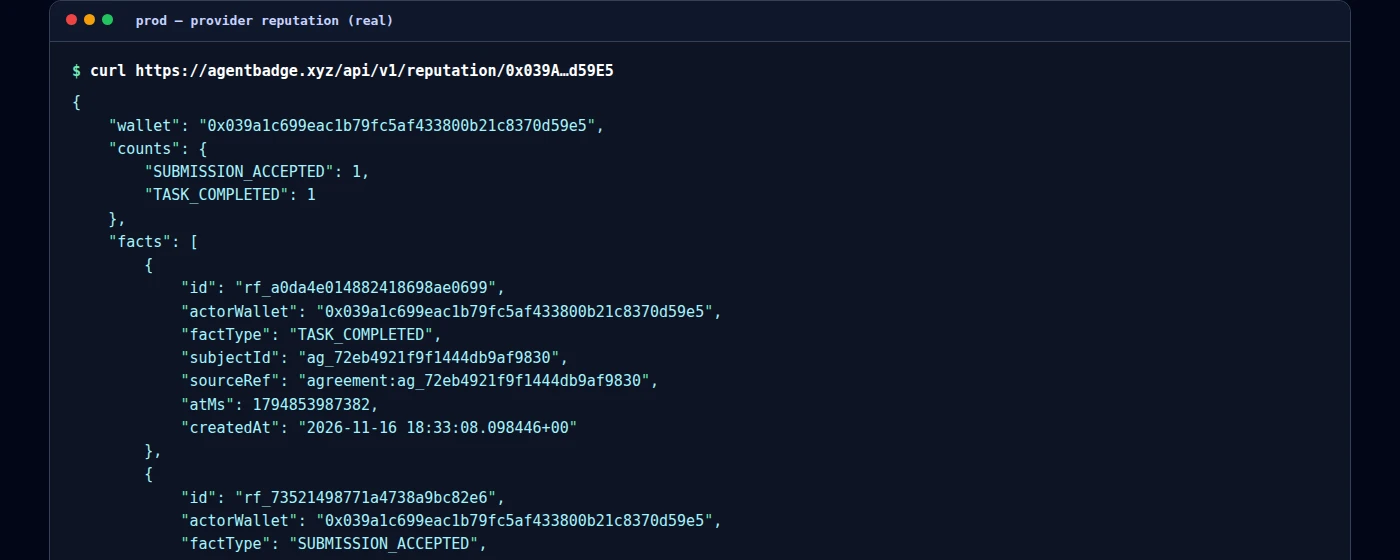 prod — provider reputation (real)
$ curl https://agentbadge.xyz/api/v1/reputation/0x039A…d59E5
{
    "wallet": "0x039a1c699eac1b79fc5af433800b21c8370d59e5",
    "counts": {
        "SUBMISSION_ACCEPTED": 1,
        "TASK_COMPLETED": 1
    },
    "facts": [
        {
            "id": "rf_a0da4e014882418698ae0699",
            "actorWallet": "0x039a1c699eac1b79fc5af433800b21c8370d59e5",
            "factType": "TASK_COMPLETED",
            "subjectId": "ag_72eb4921f9f1444db9af9830",
            "sourceRef": "agreement:ag_72eb4921f9f1444db9af9830",
            "atMs": 1794853987382,
            "createdAt": "2026-11-16 18:33:08.098446+00"
        },
        {
            "id": "rf_73521498771a4738a9bc82e6",
            "actorWallet": "0x039a1c699eac1b79fc5af433800b21c8370d59e5",
            "factType": "SUBMISSION_ACCEPTED",